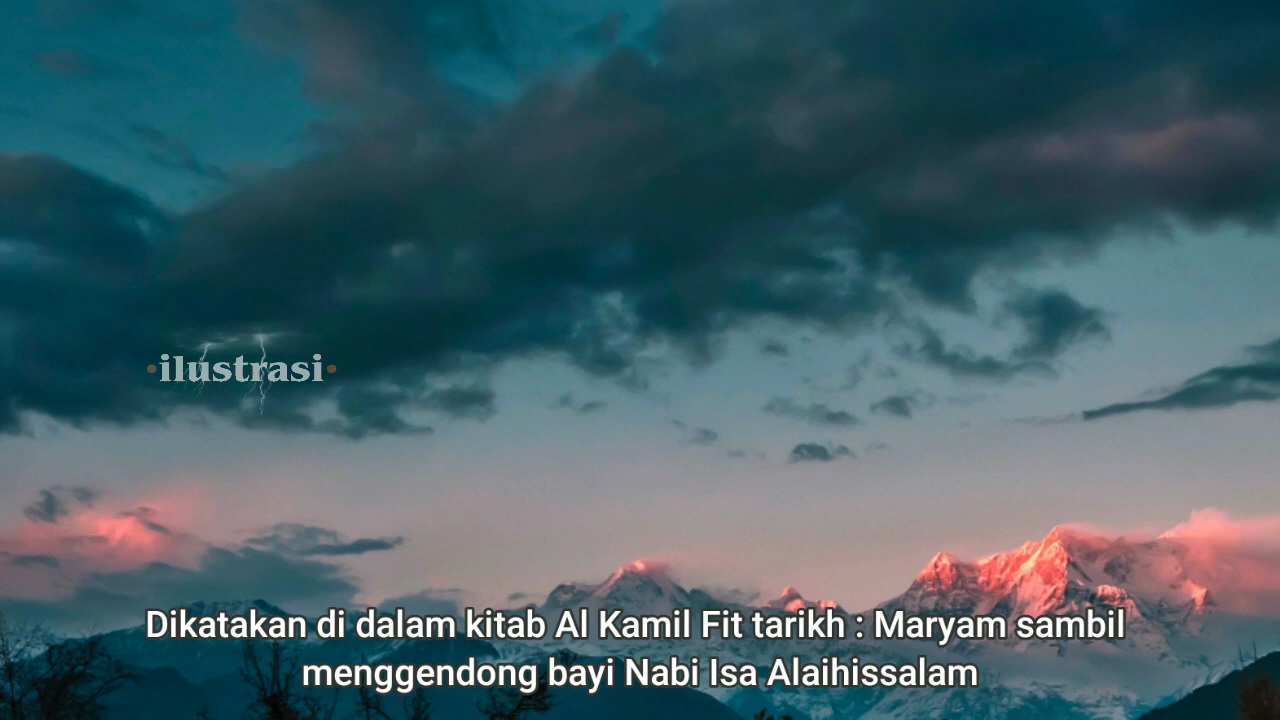 •ilustrasi•
Dikatakan di dalam kitab Al Kamil Fit tarikh : Maryam sambil
menggendong bayi Nabi Isa Alaihissalam